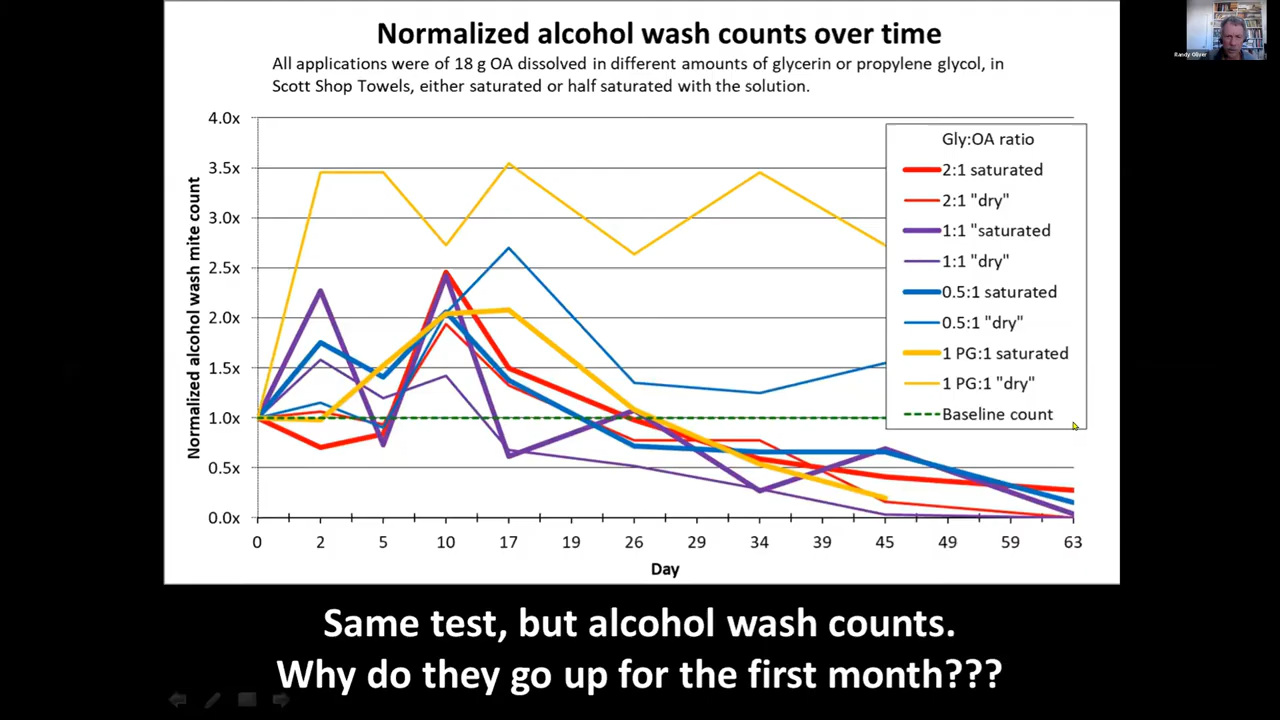 Normalized alcohol wash counts over time
All applications were of 18 g OA dissolved in different amounts of glycerin or propylene glycol, in
Scott Shop Towels, either saturated or half saturated with the solution.
Randy Oliver
Normalized alcohol wash mite count
4.0x
3.5x
3.0x
2.5x
2.0x
1.5x
1.0x
0.5x
0.0x
Gly:OA ratio
2:1 saturated
2:1 "dry"
1:1 "saturated
1:1 "dry"
0.5:1 saturated
0.5:1 "dry"
1 PG:1 saturated
1 PG:1 "dry"
Baseline count
0 2 5 10 17 19 26 29 34 39 45 49 59 63
Day
Same test, but alcohol wash counts.
Why do they go up for the first month???